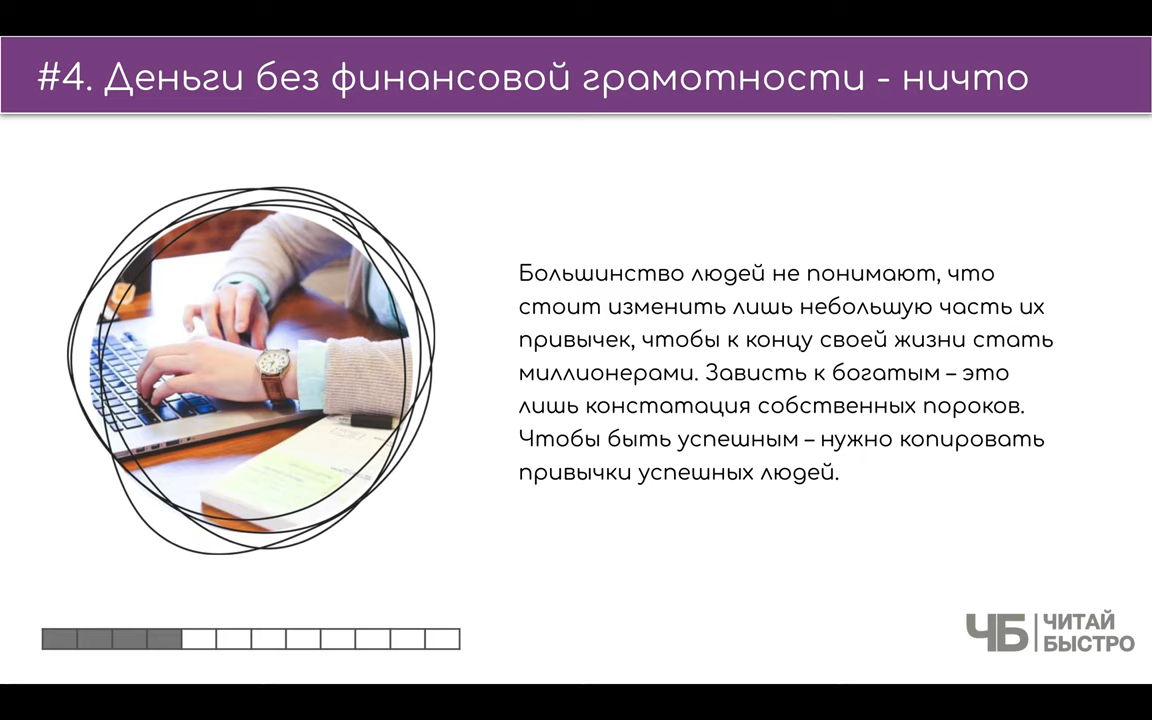 #4. Деньги без финансовой грамотности - ничто
Большинство людей не понимают, что
стоит изменить лишь небольшую часть их
привычек, чтобы к концу своей жизни стать
миллионерами. Зависть к богатым – это
лишь констатация собственных пороков.
Чтобы быть успешным – нужно копировать
привычки успешных людей.
ЧБ
ЧИТАЙ
БЫСТРО